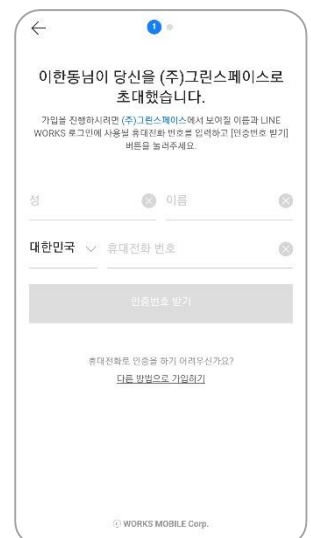 1
이한동님이 당신을 (주)그린스페이스로
초대했습니다.
가입을 진행하시려면 (주)그린스페이스에서 보여질 이름과 LINE
WORKS 로그인에 사용될 휴대전화 번호를 입력하고 [인증번호 받기]
버튼을 눌러주세요.
성 이름
대한민국 휴대전화 번호
인증번호 받기
휴대전화로 인증을 하기 어려우신가요?
다른 방법으로 가입하기
WORKS MOBILE Corp.